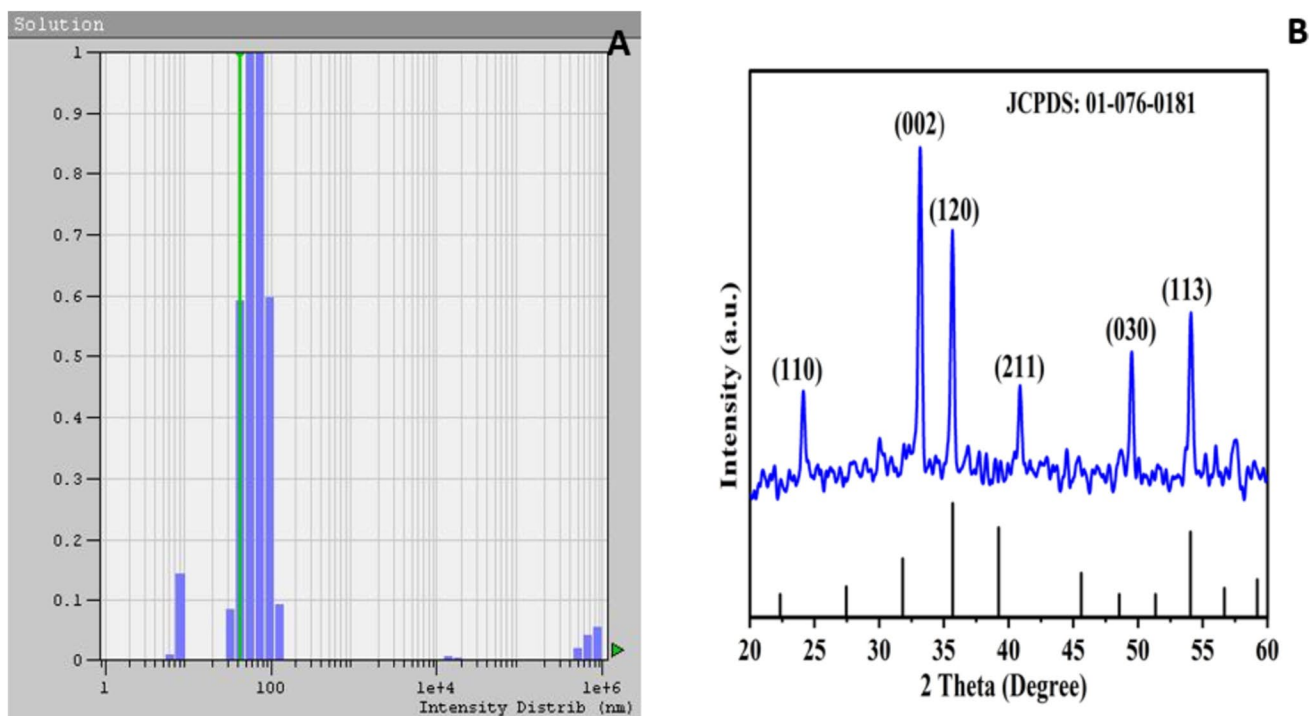 Solution
A
1
0.9
0.8
0.7
0.6
0.5
0.4
0.3
0.2
0.1
0
1 100 1e+4 1e+6
Intensity Distrib (nm)
B
JCPDS: 01-076-0181
(002)
(120)
(113)
(030)
(110)
(211)
Intensity (a.u.)
20 25 30 35 40 45 50 55 60
2 Theta (Degree)